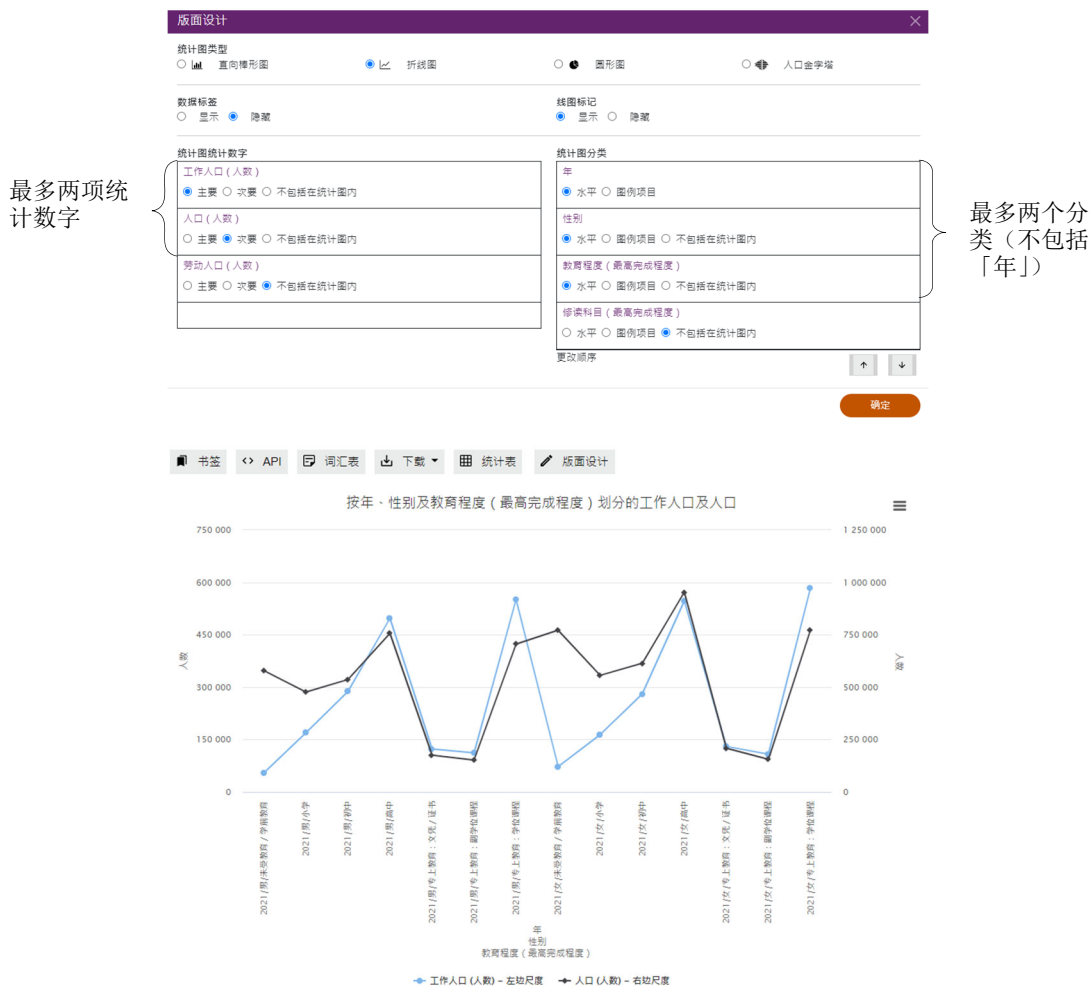 版面设计
统计图类型
直向棒形图 折线图 圆形图 人口金字塔
数据标签 线图标记
显示 隐藏 显示 隐藏
统计图统计数字 统计图分类
工作人口 ( 人数 ) 年
主要 次要 不包括在统计图内 水平 图例项目
人口 ( 人数 ) 性别
主要 次要 不包括在统计图内 水平 图例项目 不包括在统计图内
劳动人口 ( 人数 ) 教育程度 ( 最高完成程度 )
主要 次要 不包括在统计图内 水平 图例项目 不包括在统计图内
修读科目 ( 最高完成程度 )
水平 图例项目 不包括在统计图内
更改顺序
确定
最多两项统
计数字
最多两个分
类（不包括
「年」）
书签 API 词汇表 下载 统计表 版面设计
按年、性别及教育程度 ( 最高完成程度 ) 划分的工作人口及人口
750 000 1 250 000
600 000 1 000 000
450 000 750 000
人数 人数
300 000 500 000
150 000 250 000
0 0
2021/男/未受教育 / 学前教育
2021/男/小学
2021/男/初中
2021/男/高中
2021/男/专上教育：文凭 / 证书
2021/男/专上教育：副学位课程
2021/男/专上教育：学位课程
2021/女/未受教育 / 学前教育
2021/女/小学
2021/女/初中
2021/女/高中
2021/女/专上教育：文凭 / 证书
2021/女/专上教育：副学位课程
2021/女/专上教育：学位课程
年
性别
教育程度 ( 最高完成程度 )
工作人口 (人数) – 左边尺度 人口 (人数) – 右边尺度